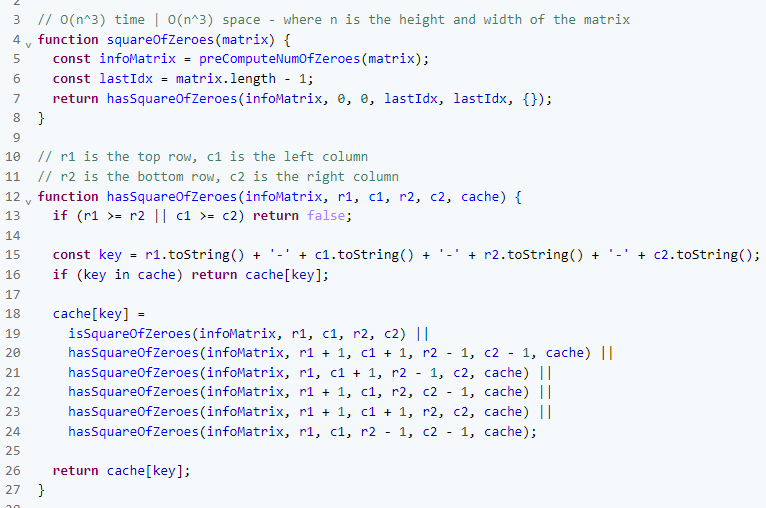 2
3 // O(n^3) time | O(n^3) space - where n is the height and width of the matrix
4 function squareOfZeroes(matrix) {
5   const infoMatrix = preComputeNumOfZeroes(matrix);
6   const lastIdx = matrix.length - 1;
7   return hasSquareOfZeroes(infoMatrix, 0, 0, lastIdx, lastIdx, {});
8 }
9
10 // r1 is the top row, c1 is the left column
11 // r2 is the bottom row, c2 is the right column
12 function hasSquareOfZeroes(infoMatrix, r1, c1, r2, c2, cache) {
13   if (r1 >= r2 || c1 >= c2) return false;
14
15   const key = r1.toString() + '-' + c1.toString() + '-' + r2.toString() + '-' + c2.toString();
16   if (key in cache) return cache[key];
17
18   cache[key] =
19     isSquareOfZeroes(infoMatrix, r1, c1, r2, c2) ||
20     hasSquareOfZeroes(infoMatrix, r1 + 1, c1 + 1, r2 - 1, c2 - 1, cache) ||
21     hasSquareOfZeroes(infoMatrix, r1, c1 + 1, r2 - 1, c2, cache) ||
22     hasSquareOfZeroes(infoMatrix, r1 + 1, c1, r2, c2 - 1, cache) ||
23     hasSquareOfZeroes(infoMatrix, r1 + 1, c1 + 1, r2, c2, cache) ||
24     hasSquareOfZeroes(infoMatrix, r1, c1, r2 - 1, c2 - 1, cache);
25
26   return cache[key];
27 }
28